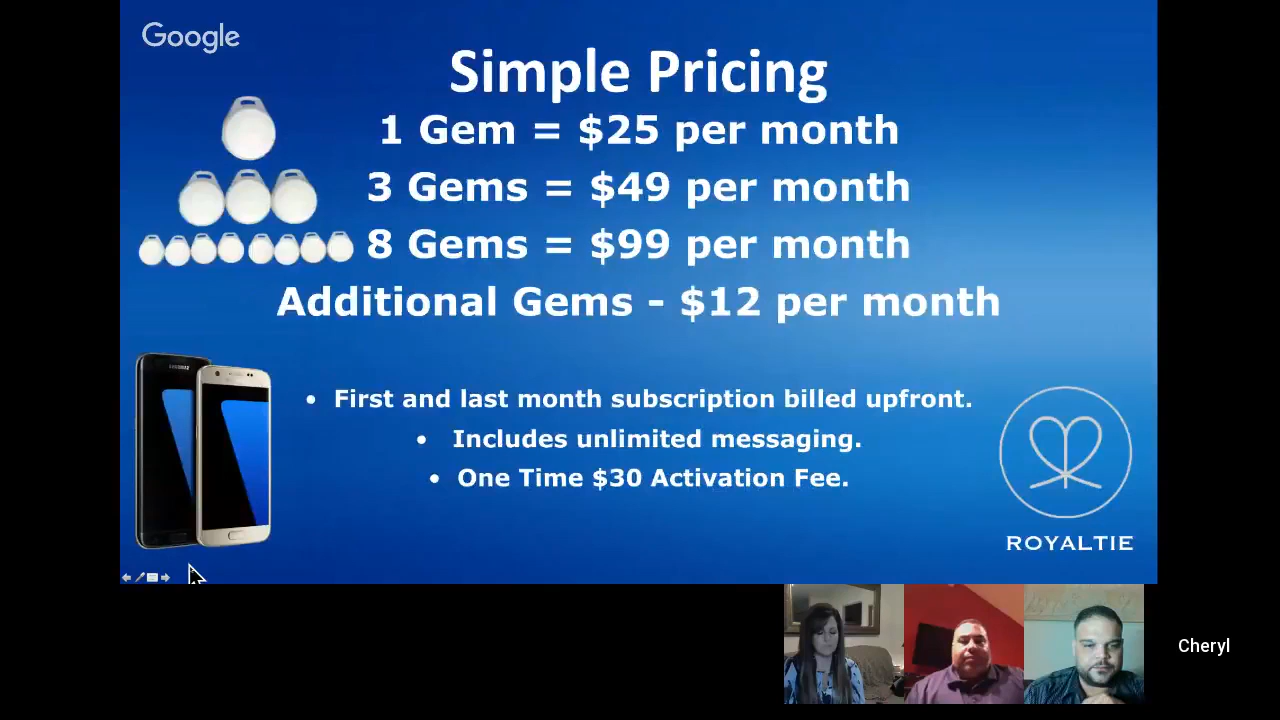 Google
Simple Pricing
1 Gem = $25 per month
3 Gems = $49 per month
8 Gems = $99 per month
Additional Gems - $12 per month
• First and last month subscription billed upfront.
• Includes unlimited messaging.
• One Time $30 Activation Fee.
SAMSUNG
ROYALTIE
Cheryl